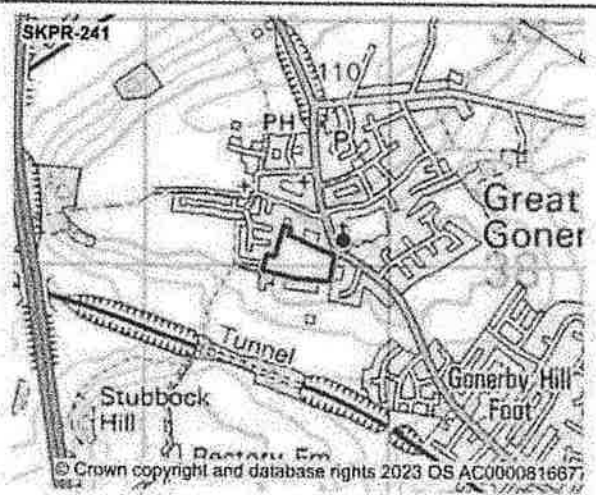 SKPR-241
110
PH
P
Great
Goner
38
Tunnel
Gonerby Hill
Foot
Stubbock
Hill
© Crown copyright and database rights 2023 OS AC0000816677